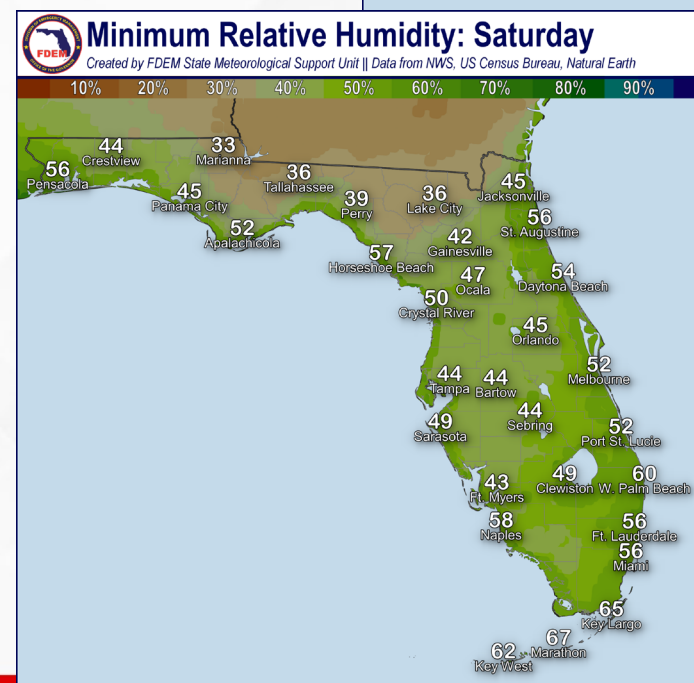 FDEM
Minimum Relative Humidity: Saturday
Created by FDEM State Meteorological Support Unit || Data from NWS, US Census Bureau, Natural Earth
10% 20% 30% 40% 50% 60% 70% 80% 90%
44
Crestview
33
Marianna
56
Pensacola
36
Tallahassee
45
Panama City
39
Perry
36
Lake City
45
Jacksonville
52
Apalachicola
56
St. Augustine
42
Gainesville
57
Horseshoe Beach
47
Ocala
54
Daytona Beach
50
Crystal River
45
Orlando
52
Melbourne
44
Tampa
44
Bartow
44
Sebring
49
Sarasota
52
Port St. Lucie
43
Ft. Myers
49
Clewiston
60
W. Palm Beach
58
Naples
56
Ft. Lauderdale
56
Miami
65
Key Largo
67
Marathon
62
Key West